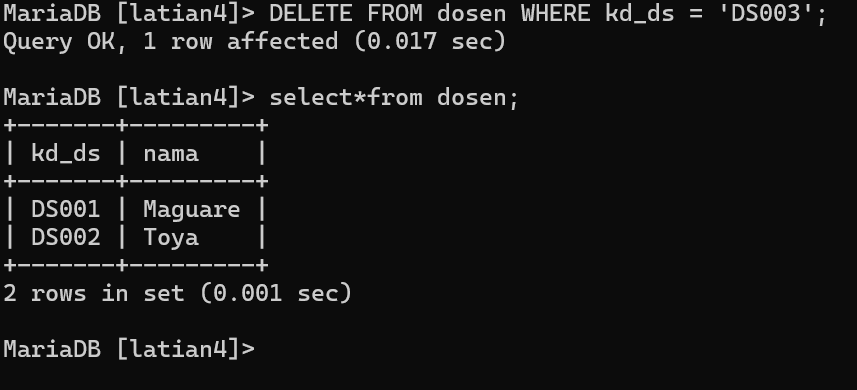 MariaDB [latian4]> DELETE FROM dosen WHERE kd_ds = 'DS003';
Query OK, 1 row affected (0.017 sec)
MariaDB [latian4]> select*from dosen;
+-------+---------+
| kd_ds | nama    |
+-------+---------+
| DS001 | Maguare |
| DS002 | Toya    |
+-------+---------+
2 rows in set (0.001 sec)
MariaDB [latian4]>